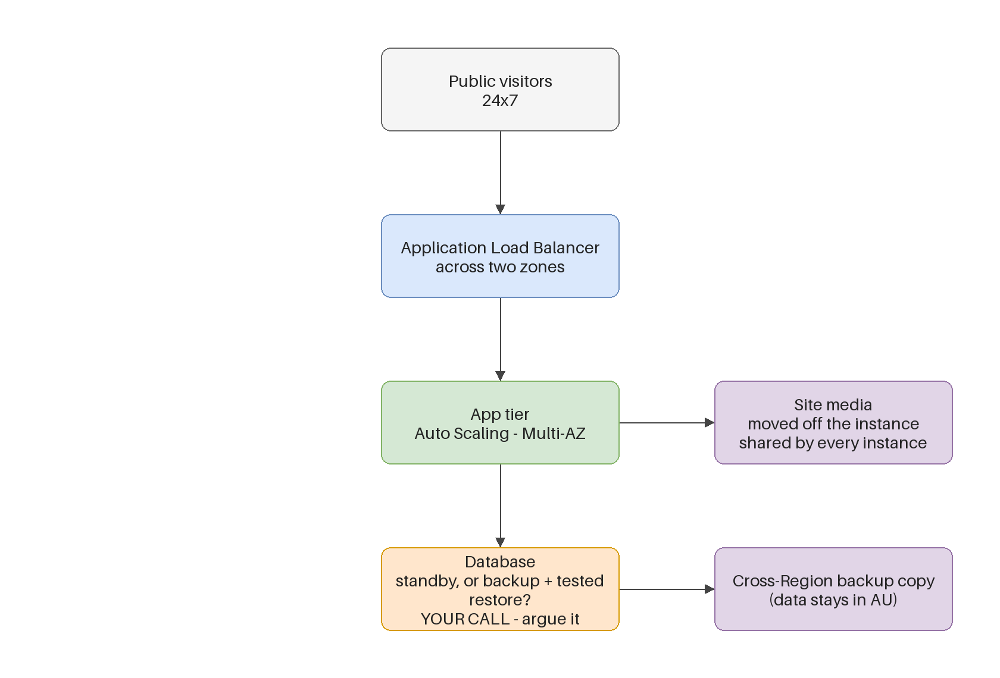 Public visitors
24x7
Application Load Balancer
across two zones
App tier
Auto Scaling - Multi-AZ
Site media
moved off the instance
shared by every instance
Database
standby, or backup + tested
restore?
YOUR CALL - argue it
Cross-Region backup copy
(data stays in AU)